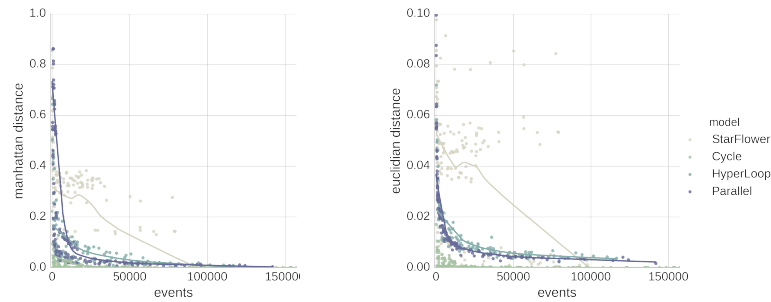 1.0
0.8
0.6
0.4
0.2
0.0
manhattan distance
0
50000
100000
150000
events
0.10
0.08
0.06
0.04
0.02
0.00
euclidian distance
0
50000
100000
150000
events
model
StarFlower
Cycle
HyperLoop
Parallel